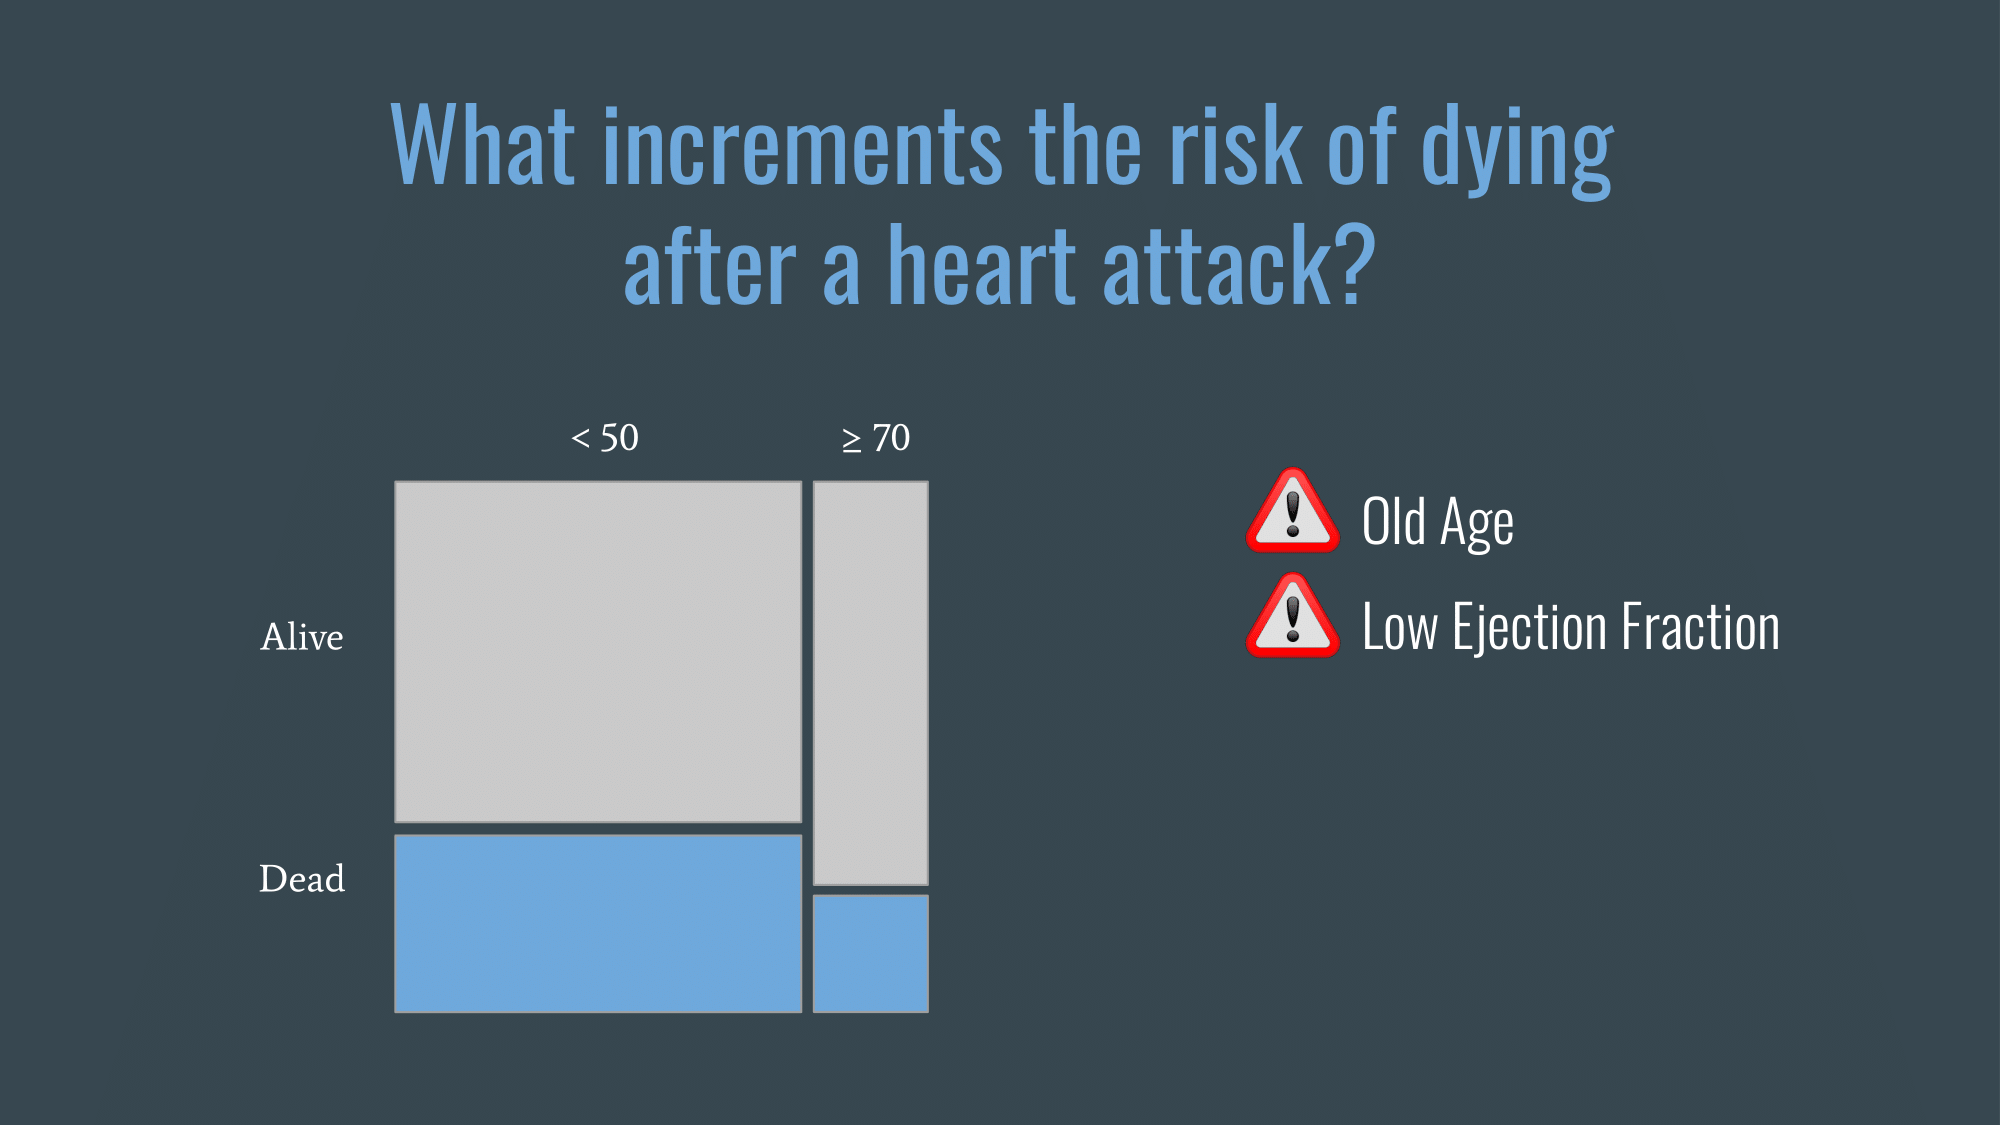 What increments the risk of dying
after a heart attack?
< 50
≥ 70
Alive
Dead
Old Age
Low Ejection Fraction